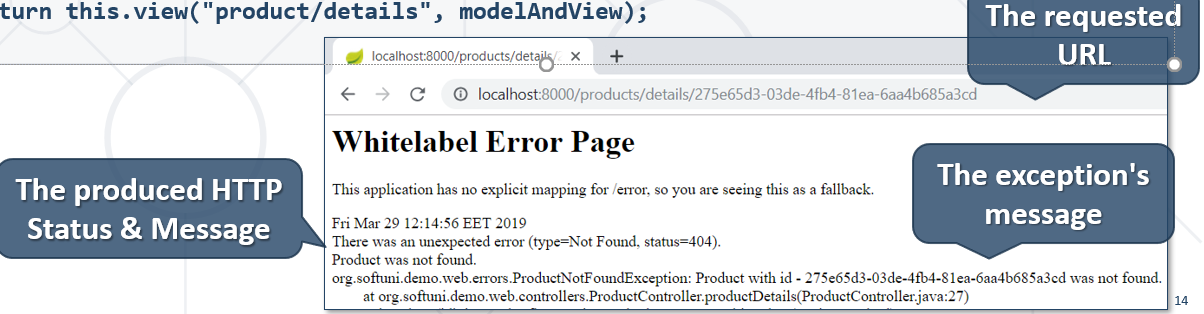 turn this.view("product/details", modelAndView);
The requested
URL
localhost:8000/products/details/
localhost:8000/products/details/275e65d3-03de-4fb4-81ea-6aa4b685a3cd
Whitelabel Error Page
This application has no explicit mapping for /error, so you are seeing this as a fallback.
The exception's
message
The produced HTTP
Status & Message
Fri Mar 29 12:14:56 EET 2019
There was an unexpected error (type=Not Found, status=404).
Product was not found.
org.softuni.demo.web.errors.ProductNotFoundException: Product with id - 275e65d3-03de-4fb4-81ea-6aa4b685a3cd was not found.
at org.softuni.demo.web.controllers.ProductController.productDetails(ProductController.java:27)
14